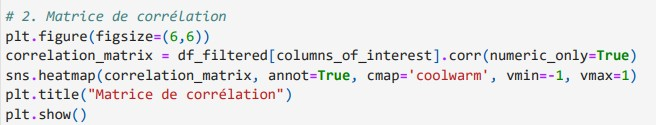 # 2. Matrice de corrélation
plt.figure(figsize=(6,6))
correlation_matrix = df_filtered[columns_of_interest].corr(numeric_only=True)
sns.heatmap(correlation_matrix, annot=True, cmap='coolwarm', vmin=-1, vmax=1)
plt.title("Matrice de corrélation")
plt.show()